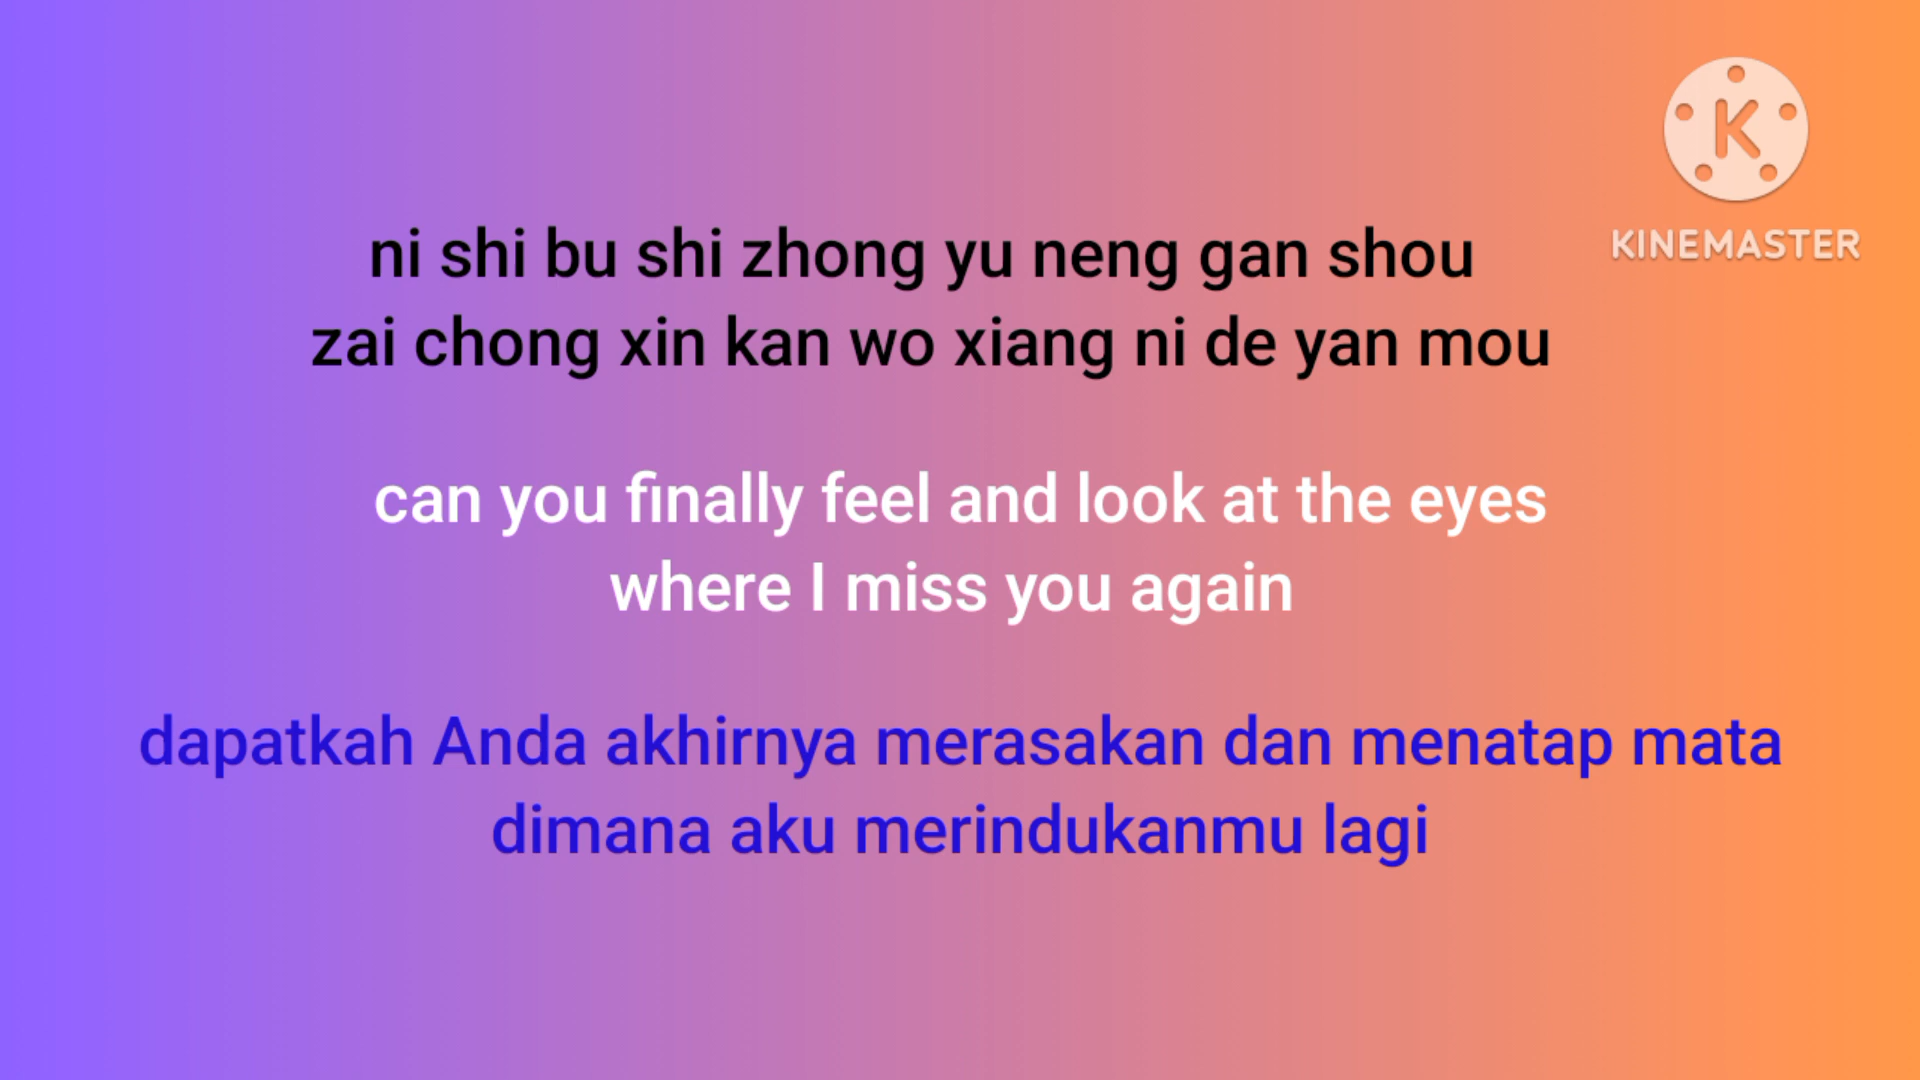 KINEMASTER
ni shi bu shi zhong yu neng gan shou
zai chong xin kan wo xiang ni de yan mou
can you finally feel and look at the eyes
where I miss you again
dapatkah Anda akhirnya merasakan dan menatap mata
dimana aku merindukanmu lagi